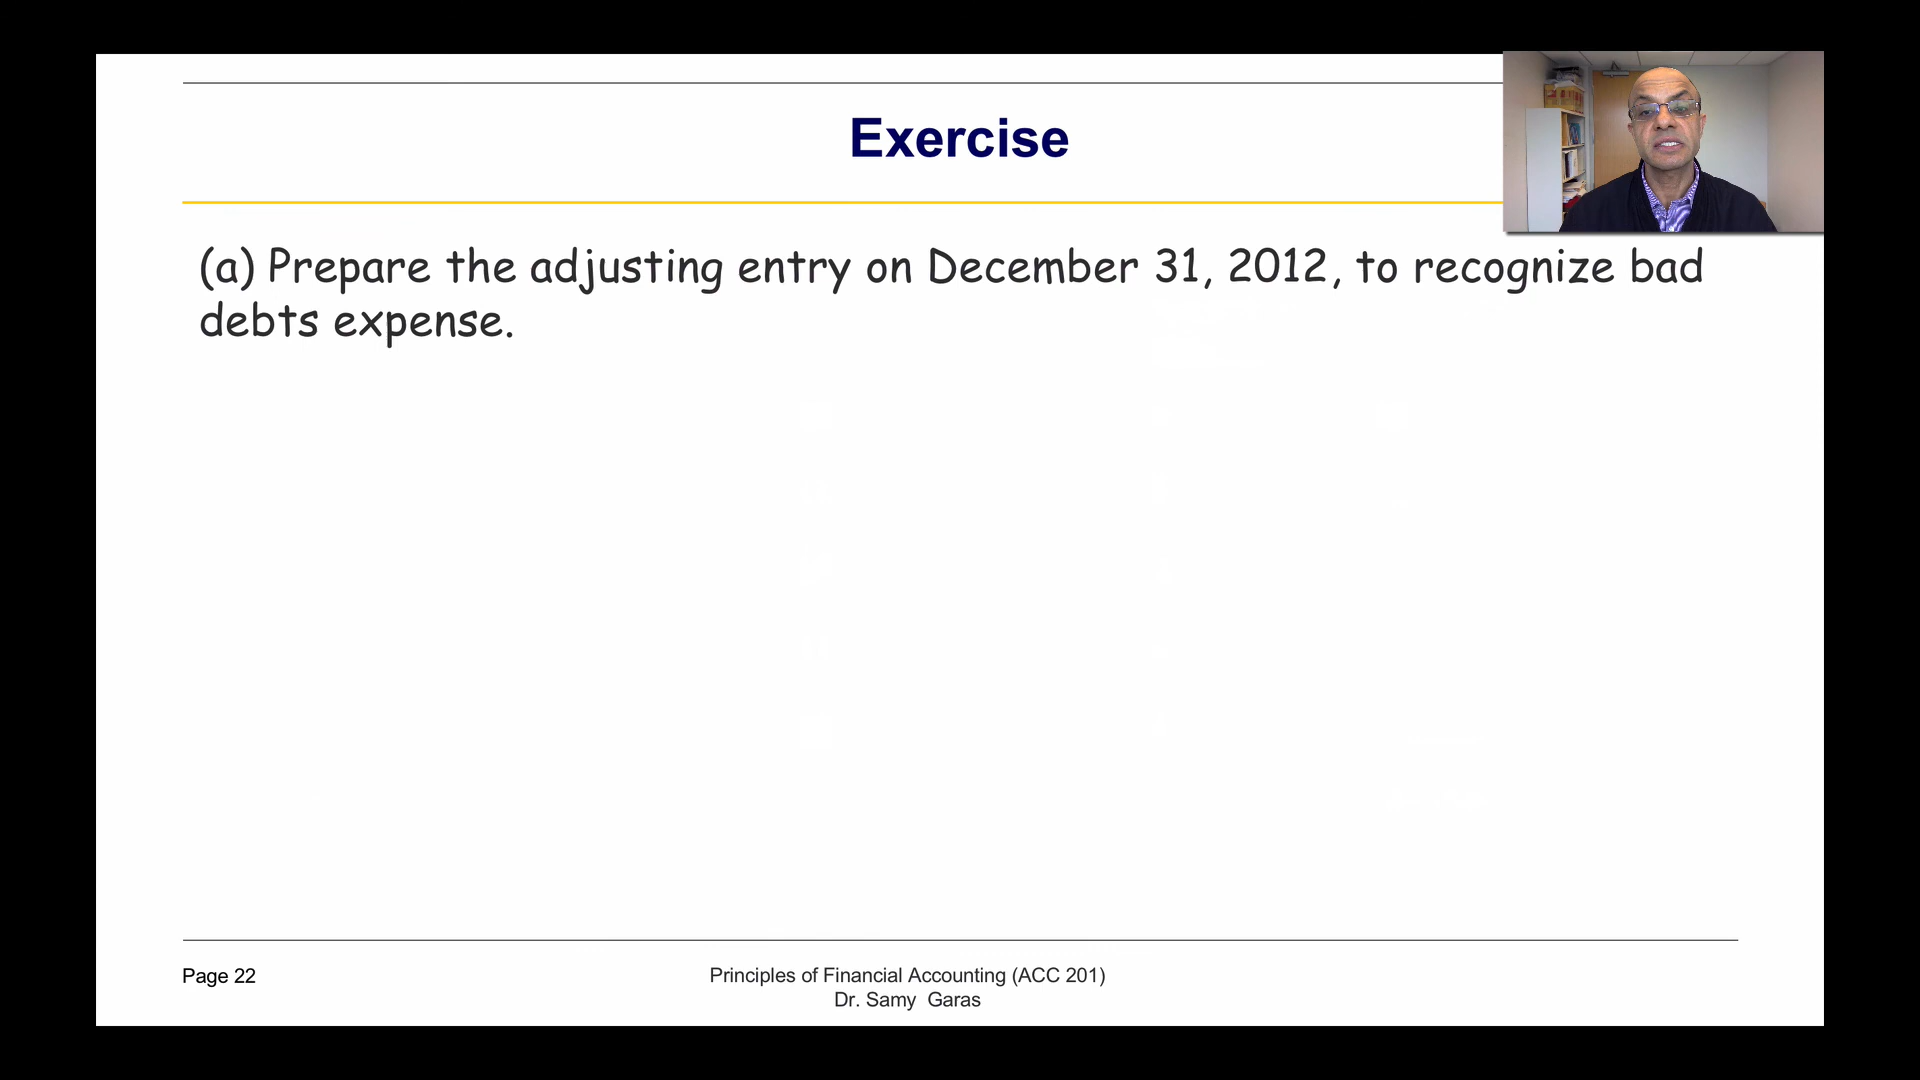 Exercise
(a) Prepare the adjusting entry on December 31, 2012, to recognize bad
debts expense.
Page 22
Principles of Financial Accounting (ACC 201)
Dr. Samy Garas